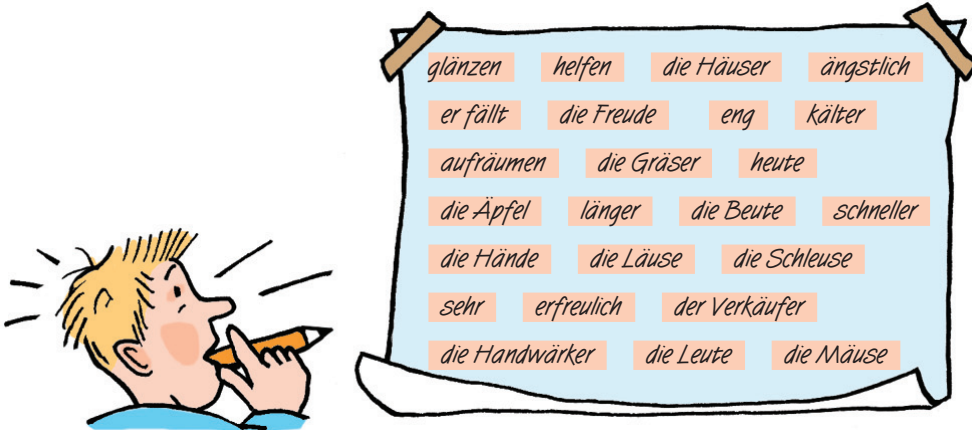 glänzen helfen die Häuser ängstlich
er fällt die Freude eng kälter
aufräumen die Gräser heute
die Äpfel länger die Beute schneller
die Hände die Läuse die Schleuse
sehr erfreulich der Verkäufer
die Handwärker die Leute die Mäuse